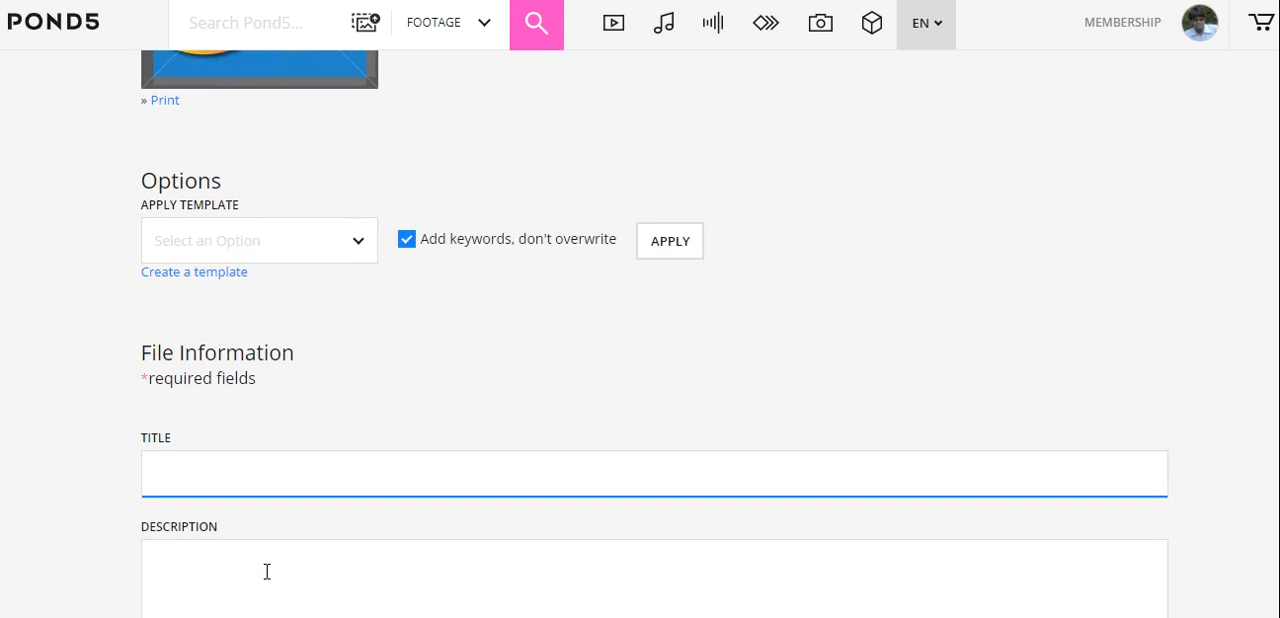 POND5
Search Pond5...
FOOTAGE
EN
MEMBERSHIP
» Print
Options
APPLY TEMPLATE
Select an Option
Add keywords, don't overwrite
APPLY
Create a template
File Information
*required fields
TITLE
DESCRIPTION